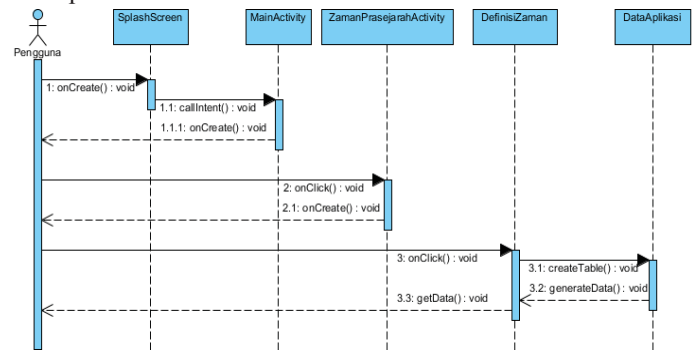 SplashScreen
MainActivity
ZamanPrasejarahActivity
DefinisiZaman
DataAplikasi
Pengguna
1: onCreate() : void
1.1: callIntent() : void
1.1.1: onCreate() : void
2: onClick() : void
2.1: onCreate() : void
3: onClick() : void
3.1: createTable() : void
3.2: generateData() : void
3.3: getData() : void